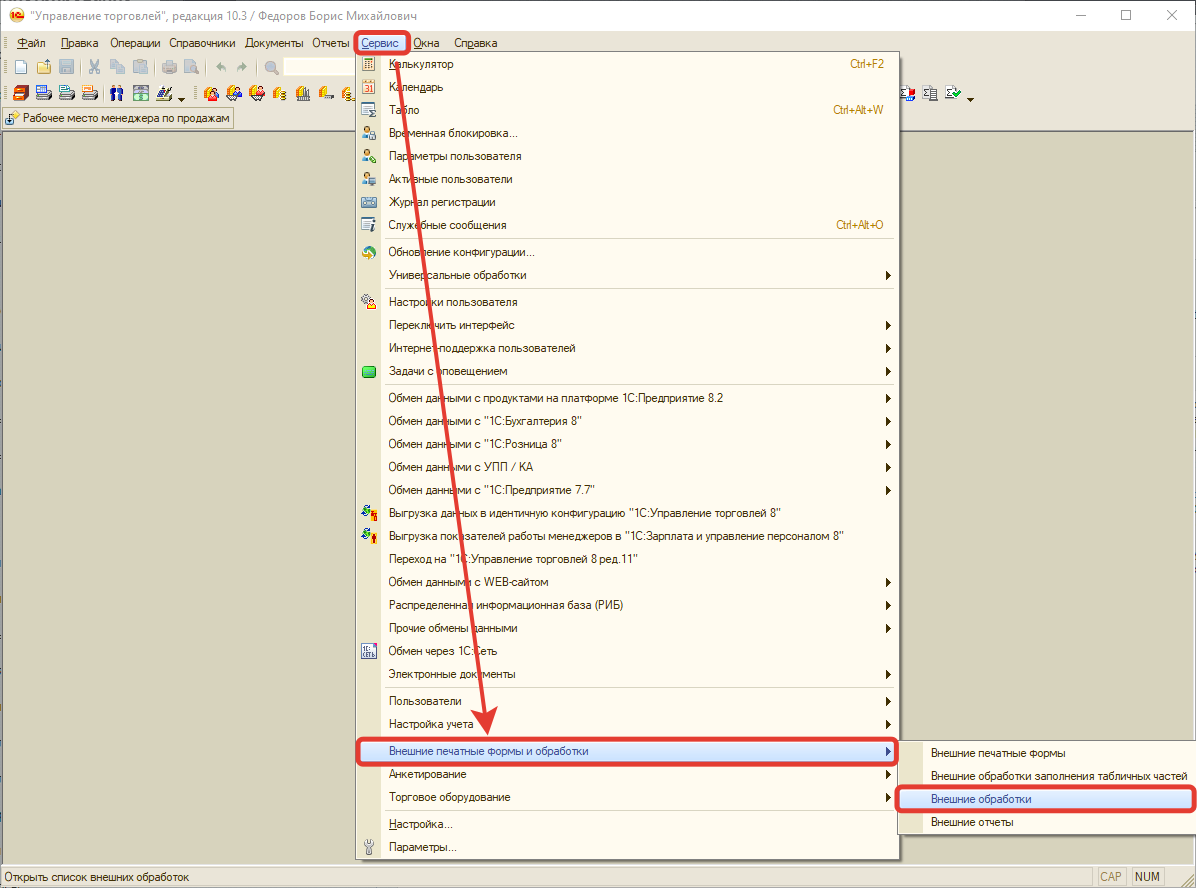 "Управление торговлей", редакция 10.3 / Федоров Борис Михайлович
Файл Правка Операции Справочники Документы Отчеты Сервис Окна Справка
Рабочее место менеджера по продажам
Калькулятор Ctrl+F2
31 Календарь
Табло Ctrl+Alt+W
Временная блокировка...
Параметры пользователя
Активные пользователи
Журнал регистрации
Служебные сообщения Ctrl+Alt+O
Обновление конфигурации...
Универсальные обработки
Настройки пользователя
Переключить интерфейс
Интернет-поддержка пользователей
Задачи с оповещением
Обмен данными с продуктами на платформе 1С:Предприятие 8.2
Обмен данными с "1С:Бухгалтерия 8"
Обмен данными с "1С:Розница 8"
Обмен данными с УПП / КА
Обмен данными с "1С:Предприятие 7.7"
Выгрузка данных в идентичную конфигурацию "1С:Управление торговлей 8"
Выгрузка показателей работы менеджеров в "1С:Зарплата и управление персоналом 8"
Переход на "1С:Управление торговлей 8 ред.11"
Обмен данными с WEB-сайтом
Распределенная информационная база (РИБ)
Прочие обмены данными
1С: СЕТЬ Обмен через 1С:Сеть
Электронные документы
Пользователи
Настройка учета
Внешние печатные формы и обработки
Анкетирование
Торговое оборудование
Настройка...
Параметры...
Внешние печатные формы
Внешние обработки заполнения табличных частей
Внешние обработки
Внешние отчеты
Открыть список внешних обработок CAP NUM